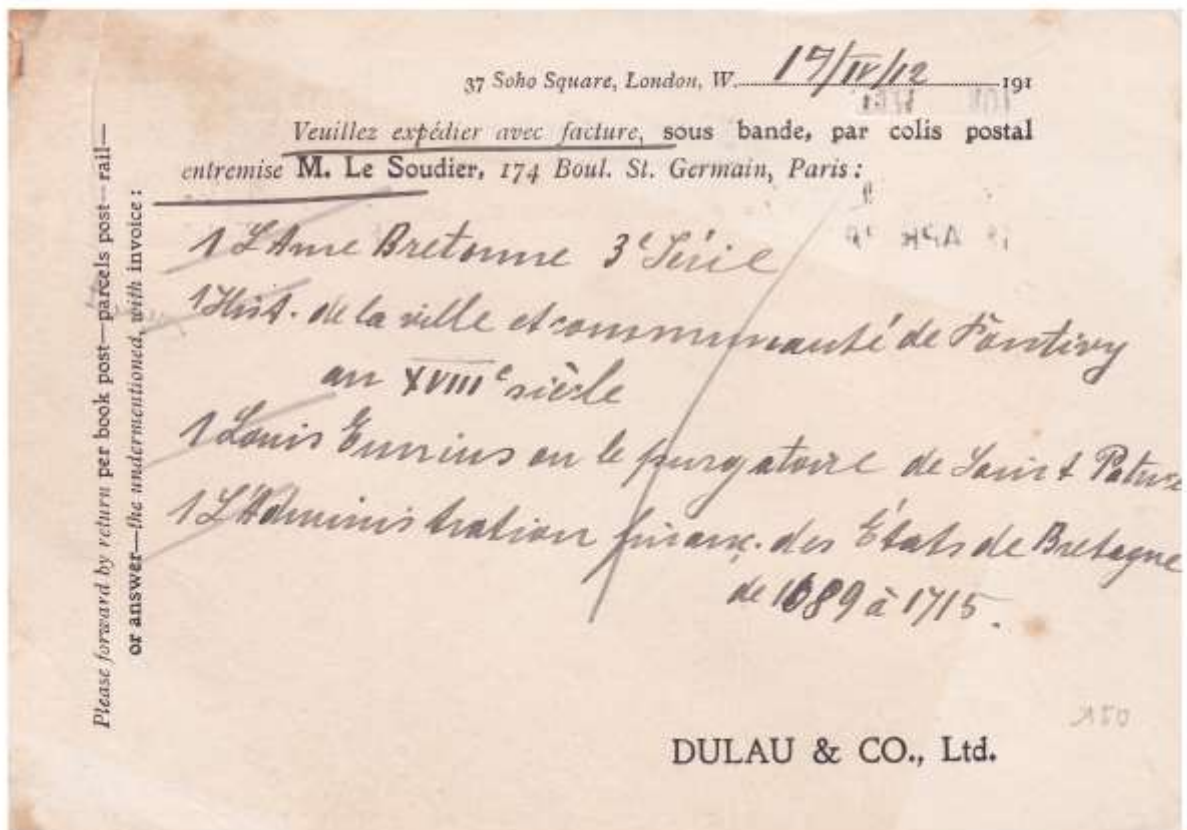 37 Soho Square, London, W. 17/IV/12 191
Veuillez expédier avec facture, sous bande, par colis postal
entremise M. Le Soudier, 174 Boul. St. Germain, Paris:
1 L'Ame Bretonne 3e Série
1 Hist. de la ville et communauté de Pontivy
au XVIIIe siècle
1 Louis Eunius ou le purgatoire de Saint Patrice
1 L'Administration financ. des États de Bretagne
de 1689 à 1715.
DULAU & CO., Ltd.
150
Please forward by return per book post—parcels post—rail—
or answer—the undermentioned, with invoice: